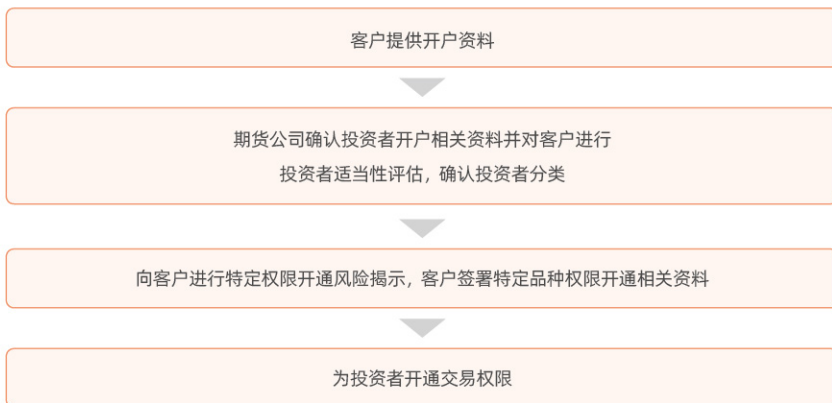 客户提供开户资料
期货公司确认投资者开户相关资料并对客户进行
投资者适当性评估，确认投资者分类
向客户进行特定权限开通风险揭示，客户签署特定品种权限开通相关资料
为投资者开通交易权限